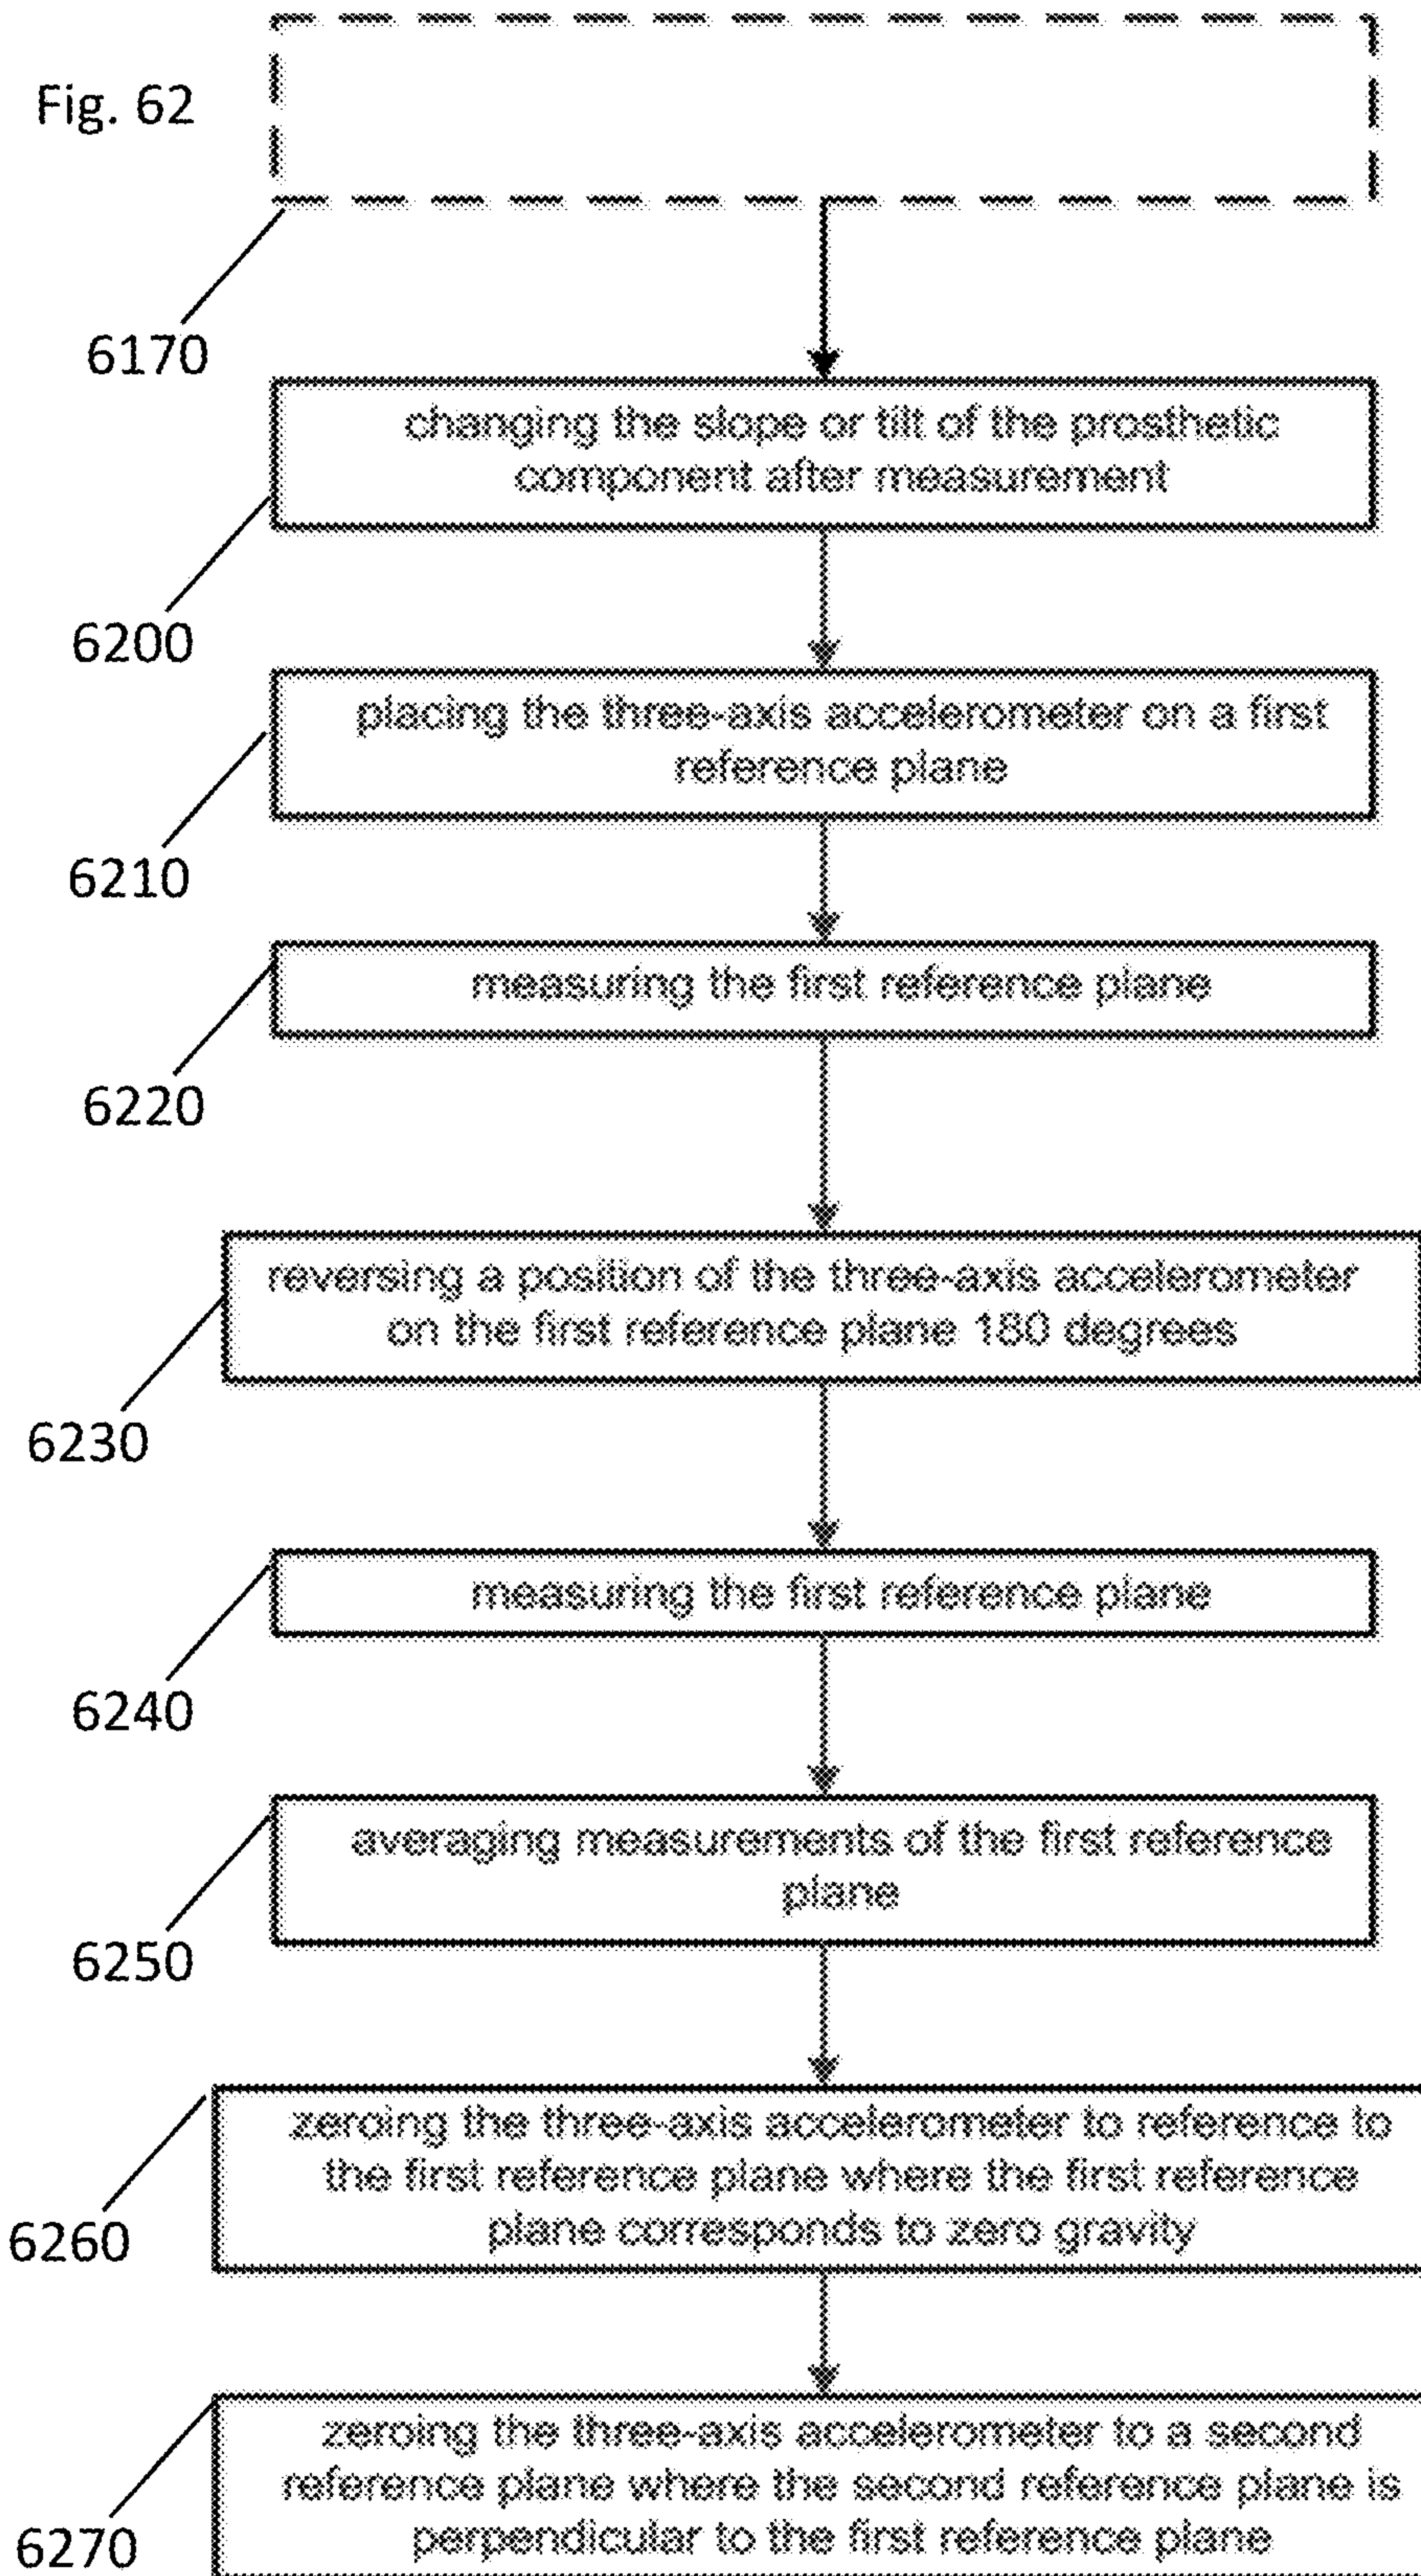 Fig. 62
6170
changing the slope or tilt of the prosthetic
component after measurement
6200
placing the three-axis accelerometer on a first
reference plane
6210
measuring the first reference plane
6220
reversing a position of the three-axis accelerometer
on the first reference plane 180 degrees
6230
measuring the first reference plane
6240
averaging measurements of the first reference
plane
6250
zeroing the three-axis accelerometer to reference to
the first reference plane where the first reference
plane corresponds to zero gravity
6260
zeroing the three-axis accelerometer to a second
reference plane where the second reference plane is
perpendicular to the first reference plane
6270